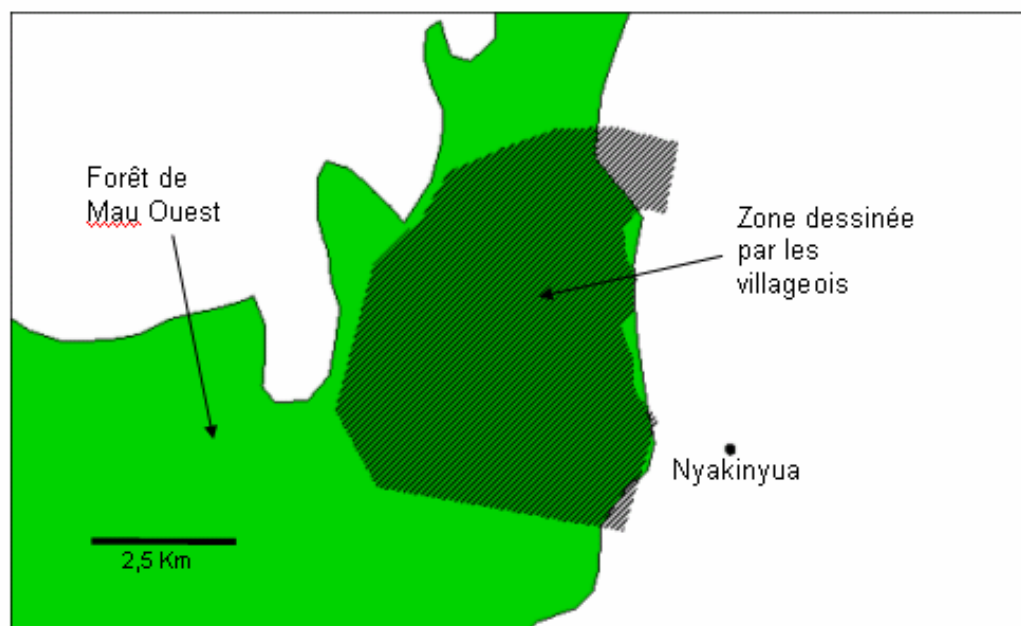 Forêt de
Mau Ouest
Zone dessinée
par les
villageois
Nyakinyua
2,5 Km